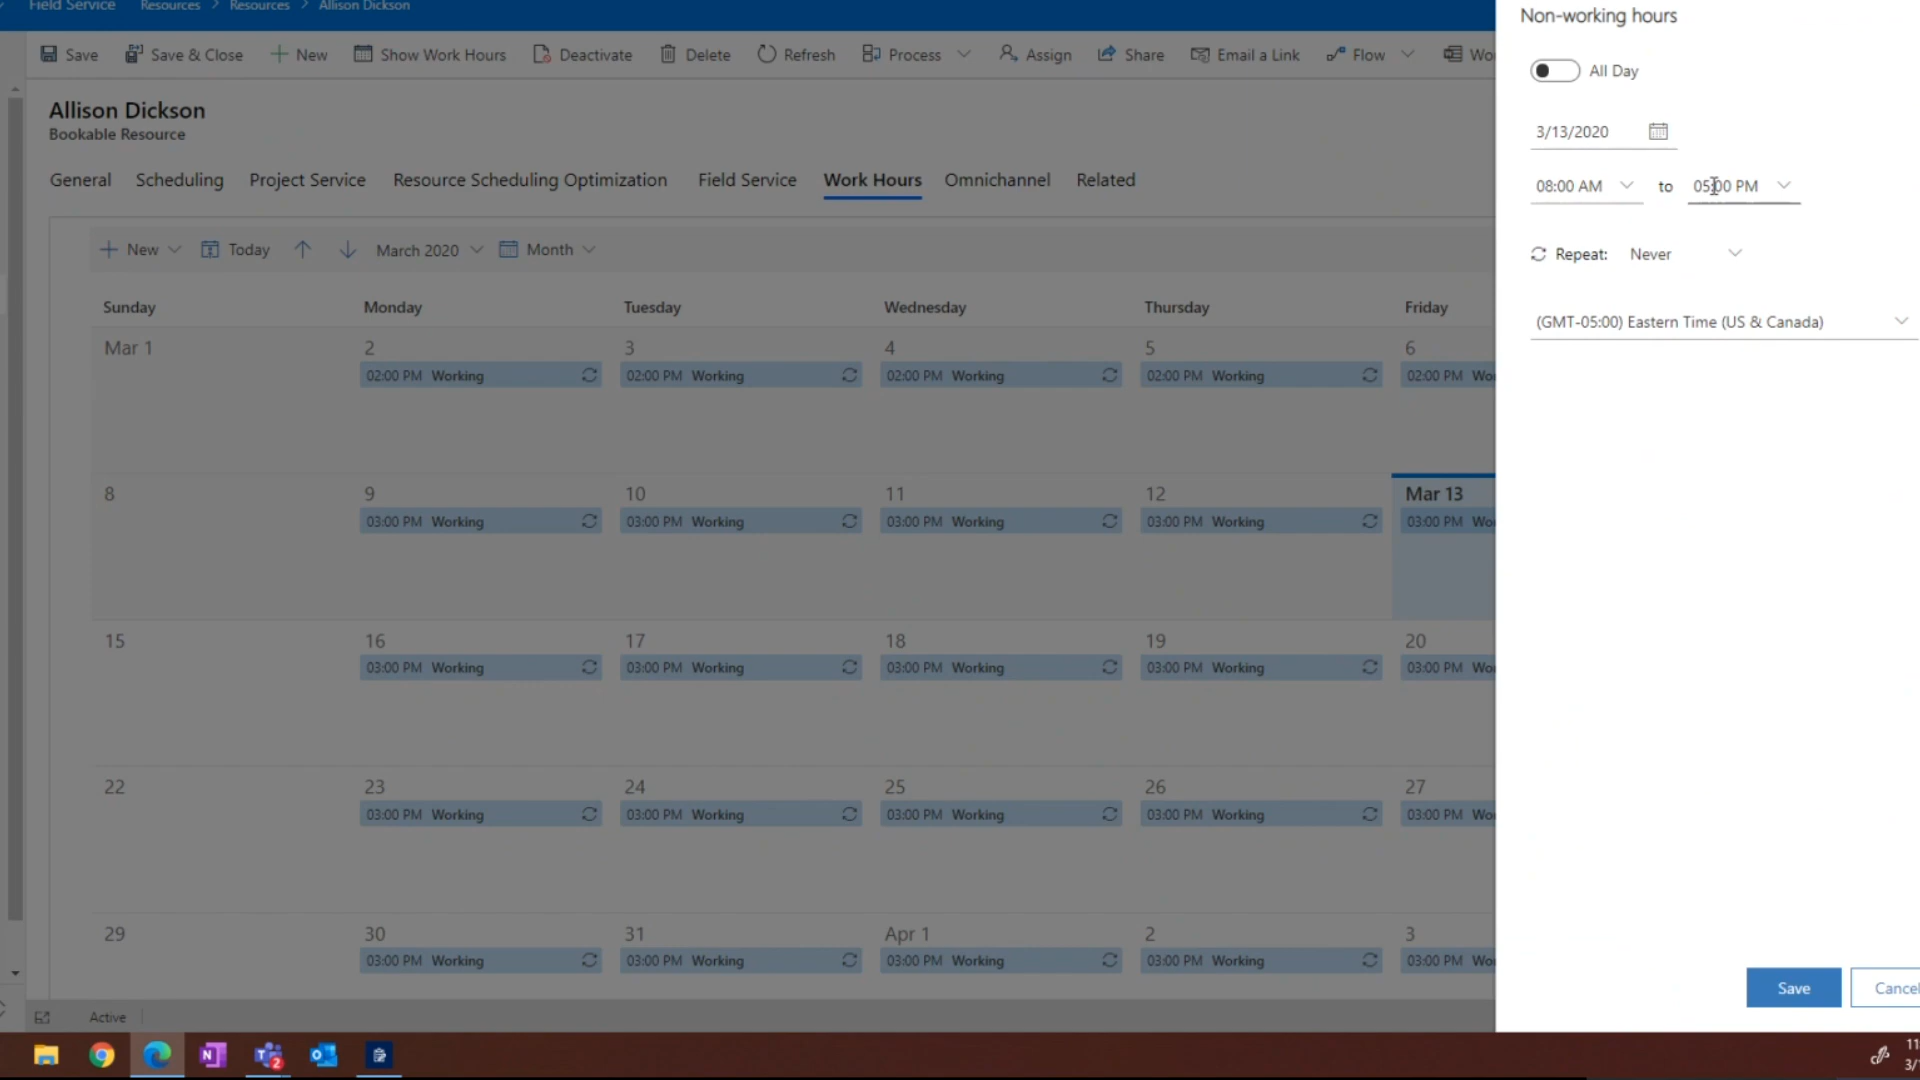 Field Service Resources > Resources > Allison Dickson
Save Save & Close New Show Work Hours Deactivate Delete Refresh Process Assign Share Email a Link Flow Wo
Allison Dickson
Bookable Resource
General Scheduling Project Service Resource Scheduling Optimization Field Service Work Hours Omnichannel Related
New Today March 2020 Month
Sunday Monday Tuesday Wednesday Thursday Friday
Mar 1 2 3 4 5 6
02:00 PM Working 02:00 PM Working 02:00 PM Working 02:00 PM Working 02:00 PM Wo
8 9 10 11 12 Mar 13
03:00 PM Working 03:00 PM Working 03:00 PM Working 03:00 PM Working 03:00 PM Wo
15 16 17 18 19 20
03:00 PM Working 03:00 PM Working 03:00 PM Working 03:00 PM Working 03:00 PM Wo
22 23 24 25 26 27
03:00 PM Working 03:00 PM Working 03:00 PM Working 03:00 PM Working 03:00 PM Wo
29 30 31 Apr 1 2 3
03:00 PM Working 03:00 PM Working 03:00 PM Working 03:00 PM Working 03:00 PM Wo
Active
Non-working hours
All Day
3/13/2020
08:00 AM to 05:00 PM
Repeat: Never
(GMT-05:00) Eastern Time (US & Canada)
Save Cancel
11
3/